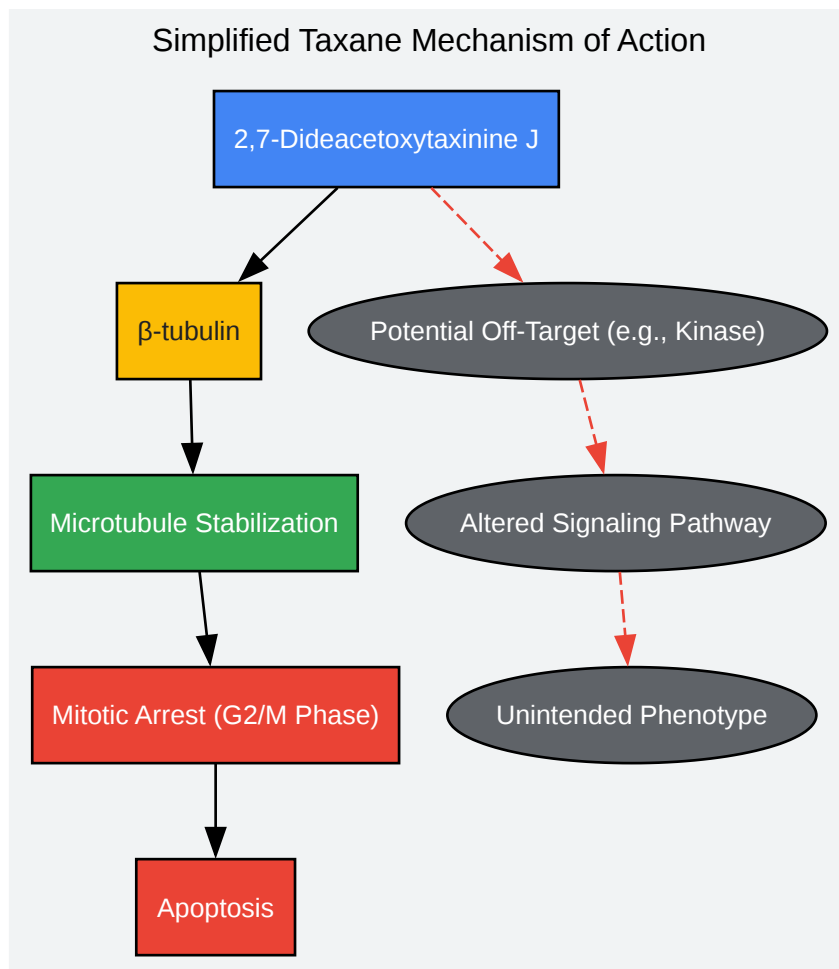 Simplified Taxane Mechanism of Action
2,7-Dideacetoxytaxinine J
β-tubulin
Potential Off-Target (e.g., Kinase)
Microtubule Stabilization
Altered Signaling Pathway
Mitotic Arrest (G2/M Phase)
Unintended Phenotype
Apoptosis